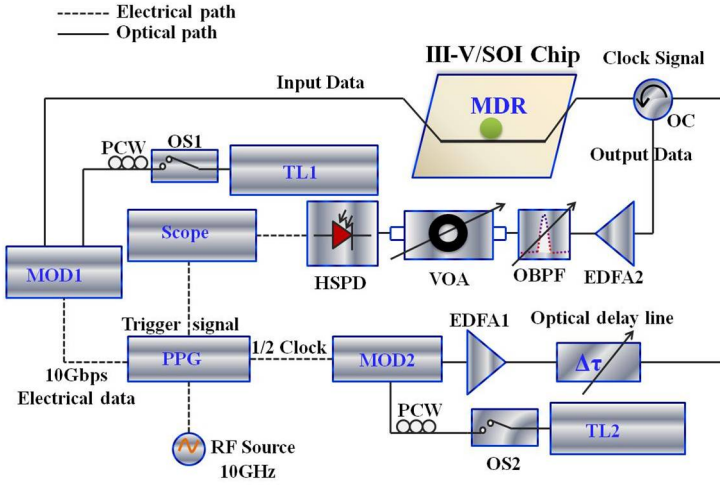 Electrical path
Optical path
III-V/SOI Chip
Clock Signal
Input Data
MDR
OC
PCW
OS1
Output Data
TL1
Scope
MOD1
HSPD
VOA
OBPF
EDFA2
Trigger signal
EDFA1
Optical delay line
1/2 Clock
PPG
MOD2
Δτ
10Gbps
Electrical data
PCW
TL2
OS2
RF Source
10GHz